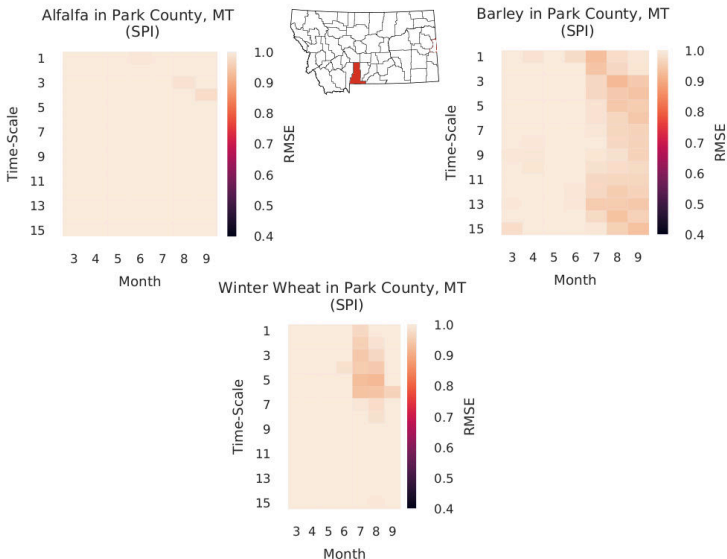 Alfalfa in Park County, MT
(SPI)
1
3
5
7
9
11
13
15
Time-Scale
3 4 5 6 7 8 9
Month
1.0
0.9
0.8
0.7
0.6
0.5
0.4
RMSE
Barley in Park County, MT
(SPI)
1
3
5
7
9
11
13
15
Time-Scale
3 4 5 6 7 8 9
Month
1.0
0.9
0.8
0.7
0.6
0.5
0.4
RMSE
Winter Wheat in Park County, MT
(SPI)
1
3
5
7
9
11
13
15
Time-Scale
3 4 5 6 7 8 9
Month
1.0
0.9
0.8
0.7
0.6
0.5
0.4
RMSE